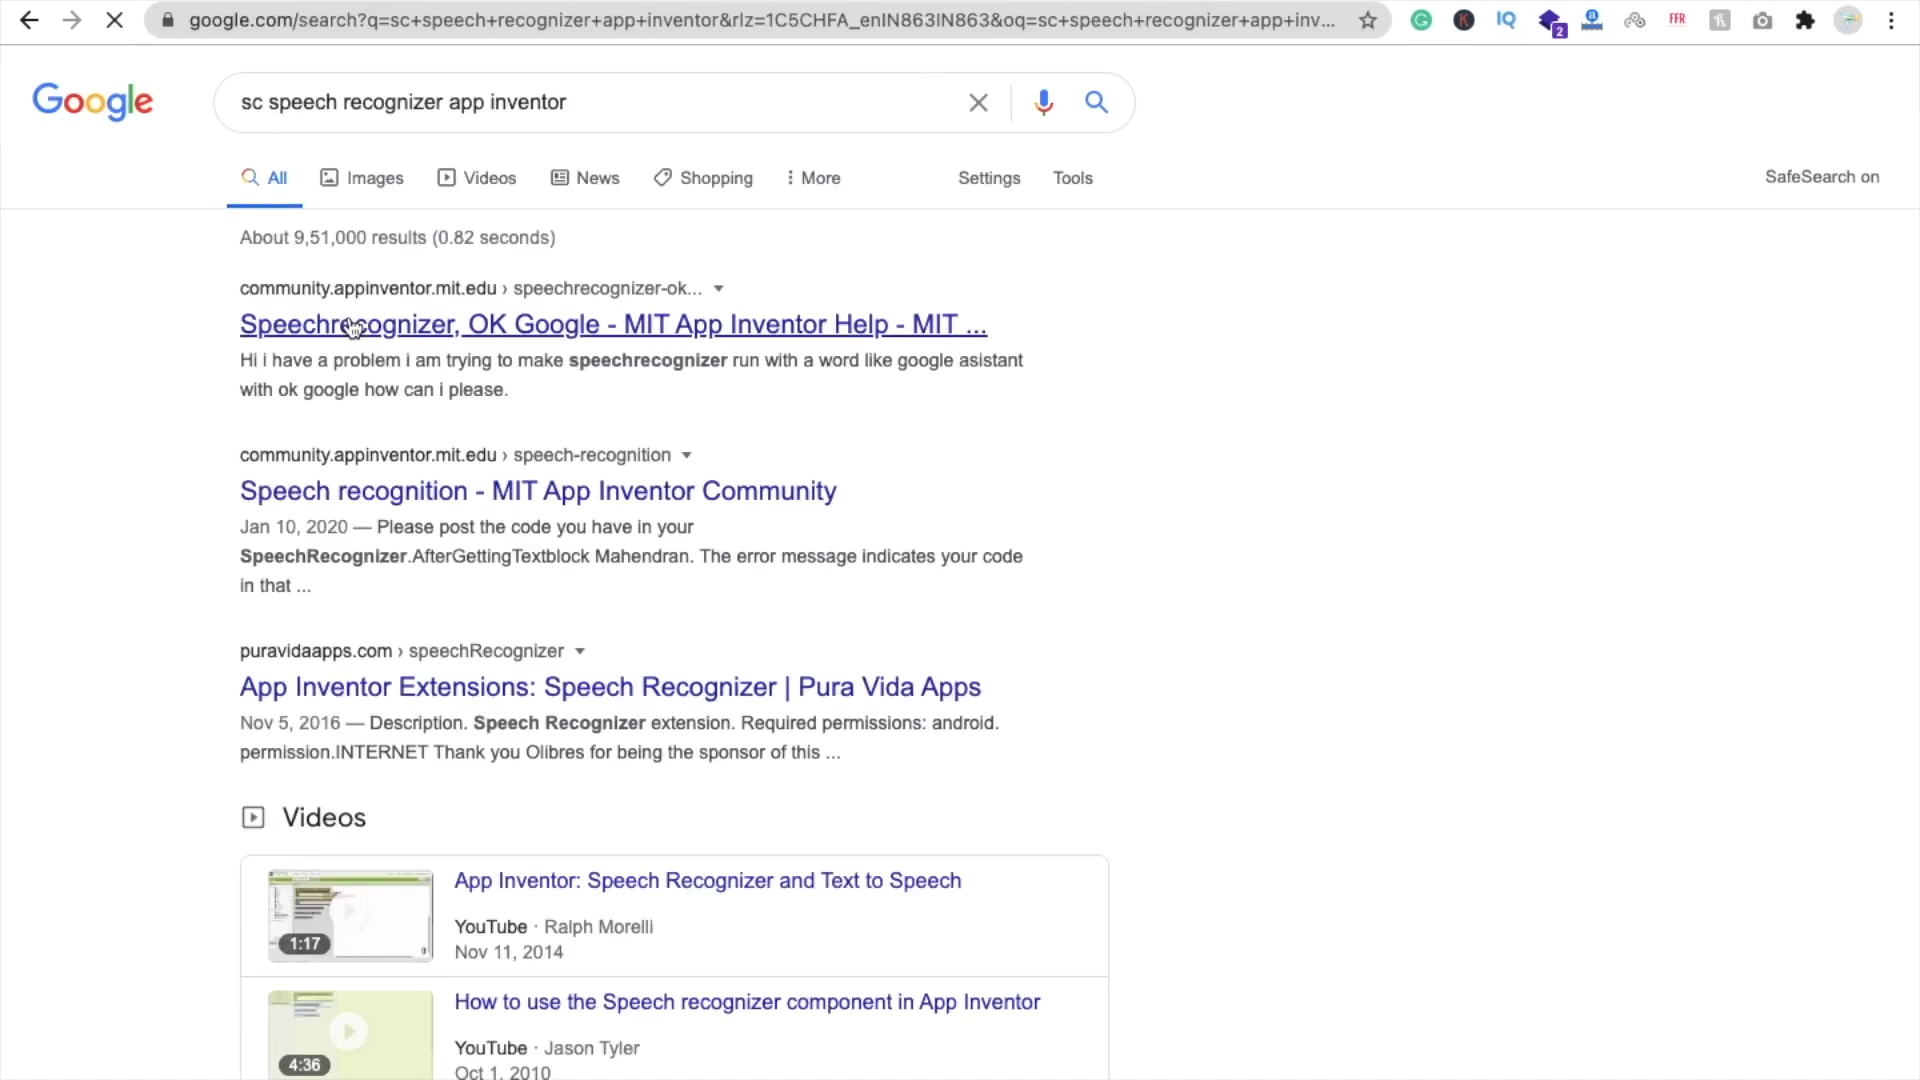 google.com/search?q=sc+speech+recognizer+app+inventor&rlz=1C5CHFA_enIN863IN863&oq=sc+speech+recognizer+app+inv...
IQ
2
a
FFR
K
Google
sc speech recognizer app inventor
All
Images
Videos
News
Shopping
More
Settings
Tools
SafeSearch on
About 9,51,000 results (0.82 seconds)
community.appinventor.mit.edu › speechrecognizer-ok...
Speechrecognizer, OK Google - MIT App Inventor Help - MIT ...
Hi i have a problem i am trying to make speechrecognizer run with a word like google asistant
with ok google how can i please.
community.appinventor.mit.edu › speech-recognition
Speech recognition - MIT App Inventor Community
Jan 10, 2020 — Please post the code you have in your
SpeechRecognizer.AfterGettingTextblock Mahendran. The error message indicates your code
in that ...
puravidaapps.com › speechRecognizer
App Inventor Extensions: Speech Recognizer | Pura Vida Apps
Nov 5, 2016 — Description. Speech Recognizer extension. Required permissions: android.
permission.INTERNET Thank you Olibres for being the sponsor of this ...
Videos
1:17
App Inventor: Speech Recognizer and Text to Speech
YouTube · Ralph Morelli
Nov 11, 2014
4:36
How to use the Speech recognizer component in App Inventor
YouTube · Jason Tyler
Oct 1, 2010